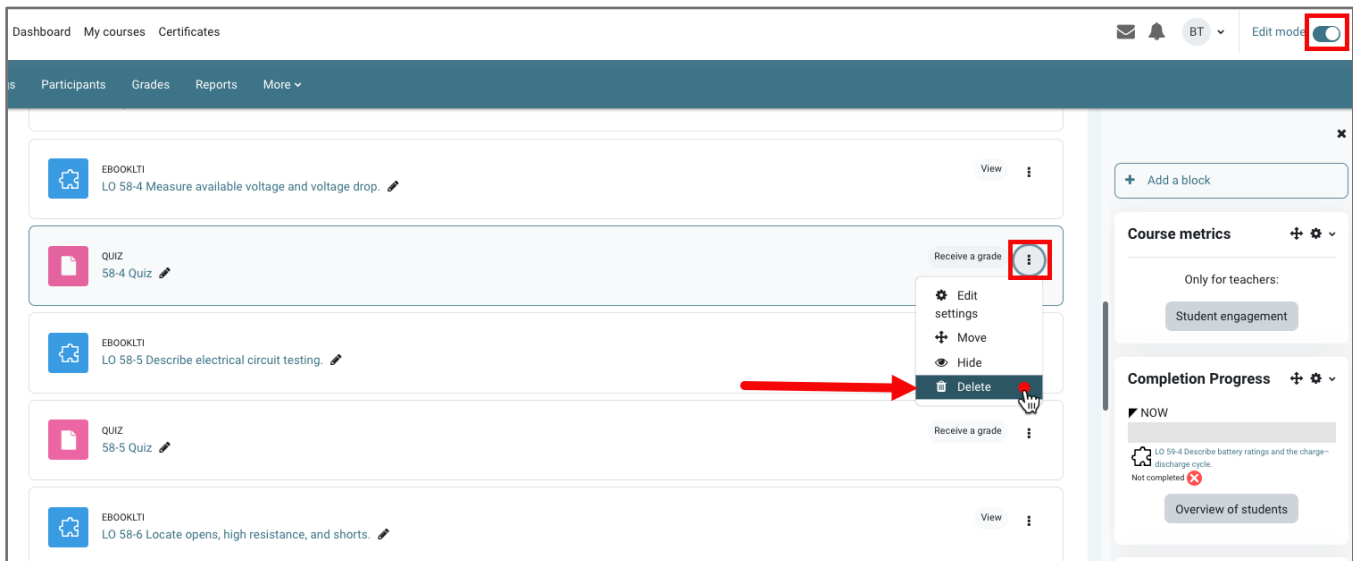 Dashboard My courses Certificates
BT
Edit mode
Participants Grades Reports More
EBOOKLTI
LO 58-4 Measure available voltage and voltage drop.
View
QUIZ
58-4 Quiz
Receive a grade
Edit
settings
Move
Hide
Delete
EBOOKLTI
LO 58-5 Describe electrical circuit testing.
QUIZ
58-5 Quiz
Receive a grade
EBOOKLTI
LO 58-6 Locate opens, high resistance, and shorts.
View
Add a block
Course metrics
Only for teachers:
Student engagement
Completion Progress
NOW
LO 59-4 Describe battery ratings and the charge–
discharge cycle.
Not completed
Overview of students